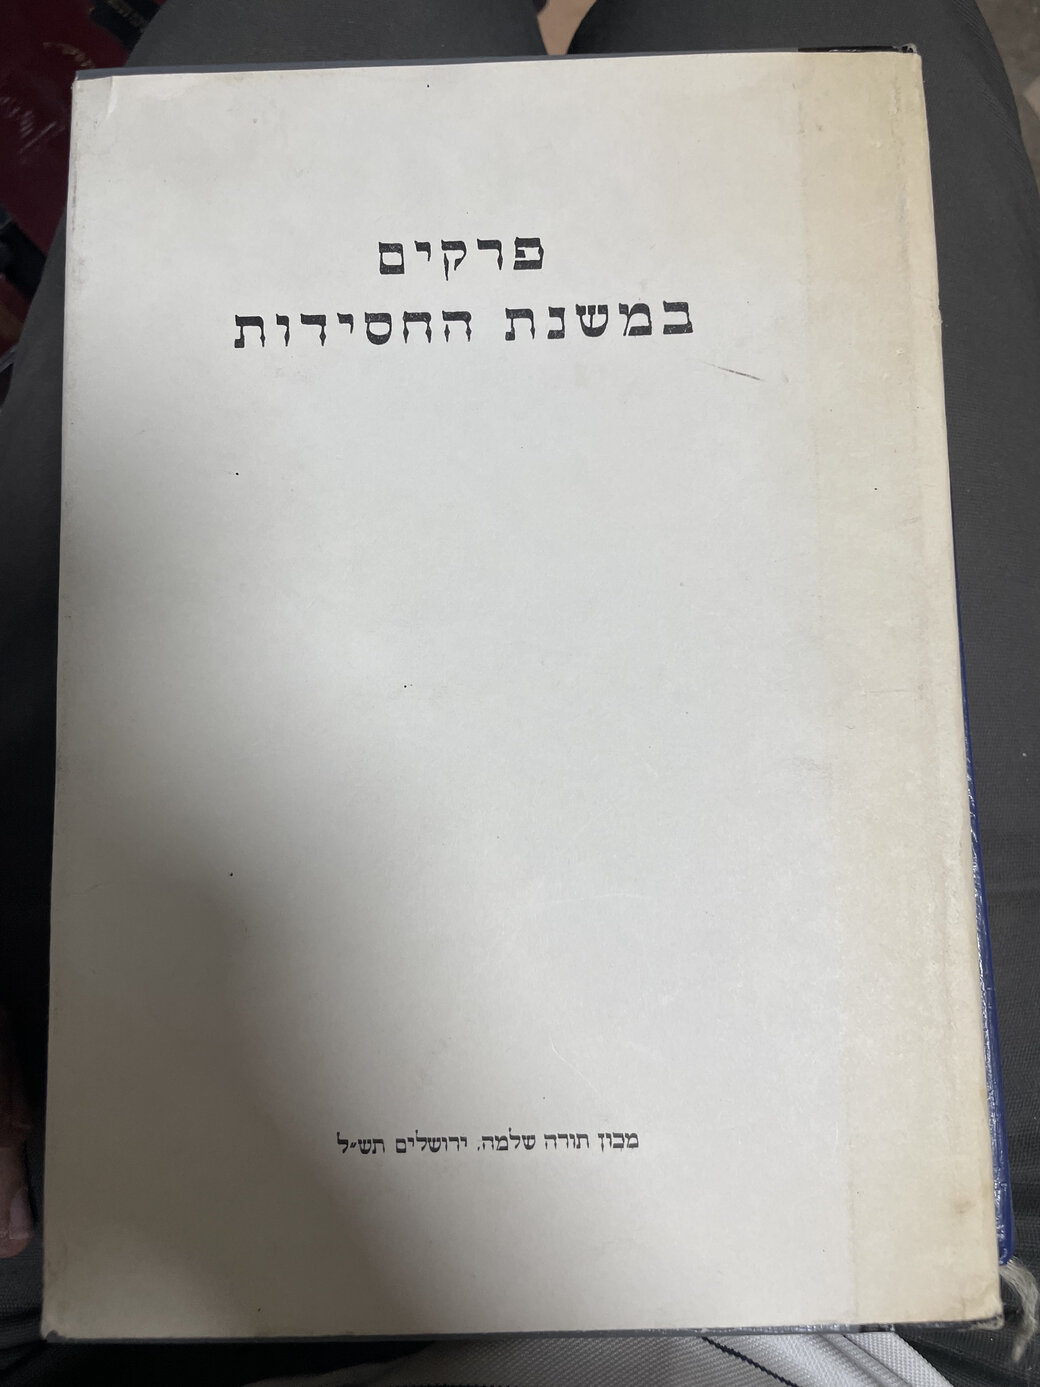 פרקים
במשנת החסידות
מכון תורה שלמה, ירושלים תש״ל